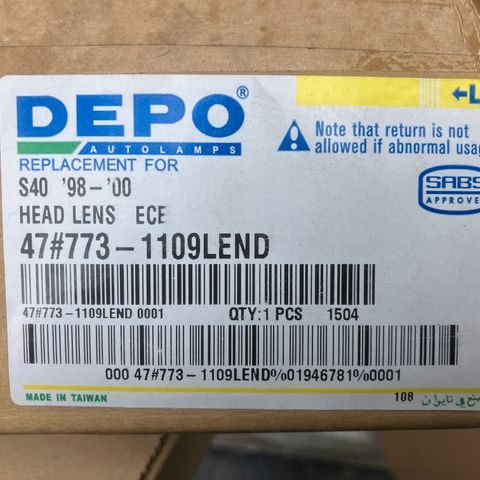 DEPO®
AUTOLAMPS
REPLACEMENT FOR
S40 '98-'00
HEAD LENS ECE
47#773-1109LEND
←L
Note that return is not
allowed if abnormal
SABS
APPROVE
47#773-1109LEND 0001 QTY:1 PCS 1504
000 47#773-1109LEND%01946781%0001
MADE IN TAIWAN
108
تايوان